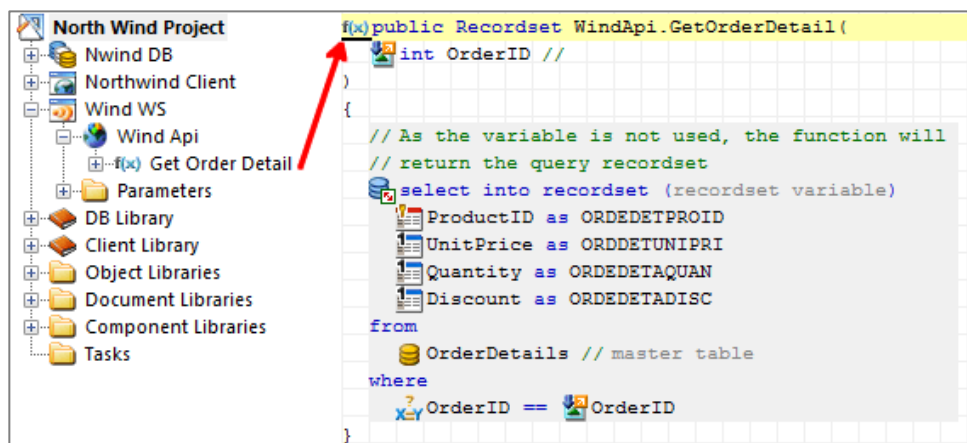 North Wind Project
Nwind DB
Northwind Client
Wind WS
Wind Api
f(x) Get Order Detail
Parameters
DB Library
Client Library
Object Libraries
Document Libraries
Component Libraries
Tasks
f(x) public Recordset WindApi.GetOrderDetail(
int OrderID //
)
{
// As the variable is not used, the function will
// return the query recordset
select into recordset (recordset variable)
ProductID as ORDEDETPROID
UnitPrice as ORDDETUNIPRI
Quantity as ORDEDETAQUAN
Discount as ORDEDETADISC
from
OrderDetails // master table
where
OrderID == OrderID
}